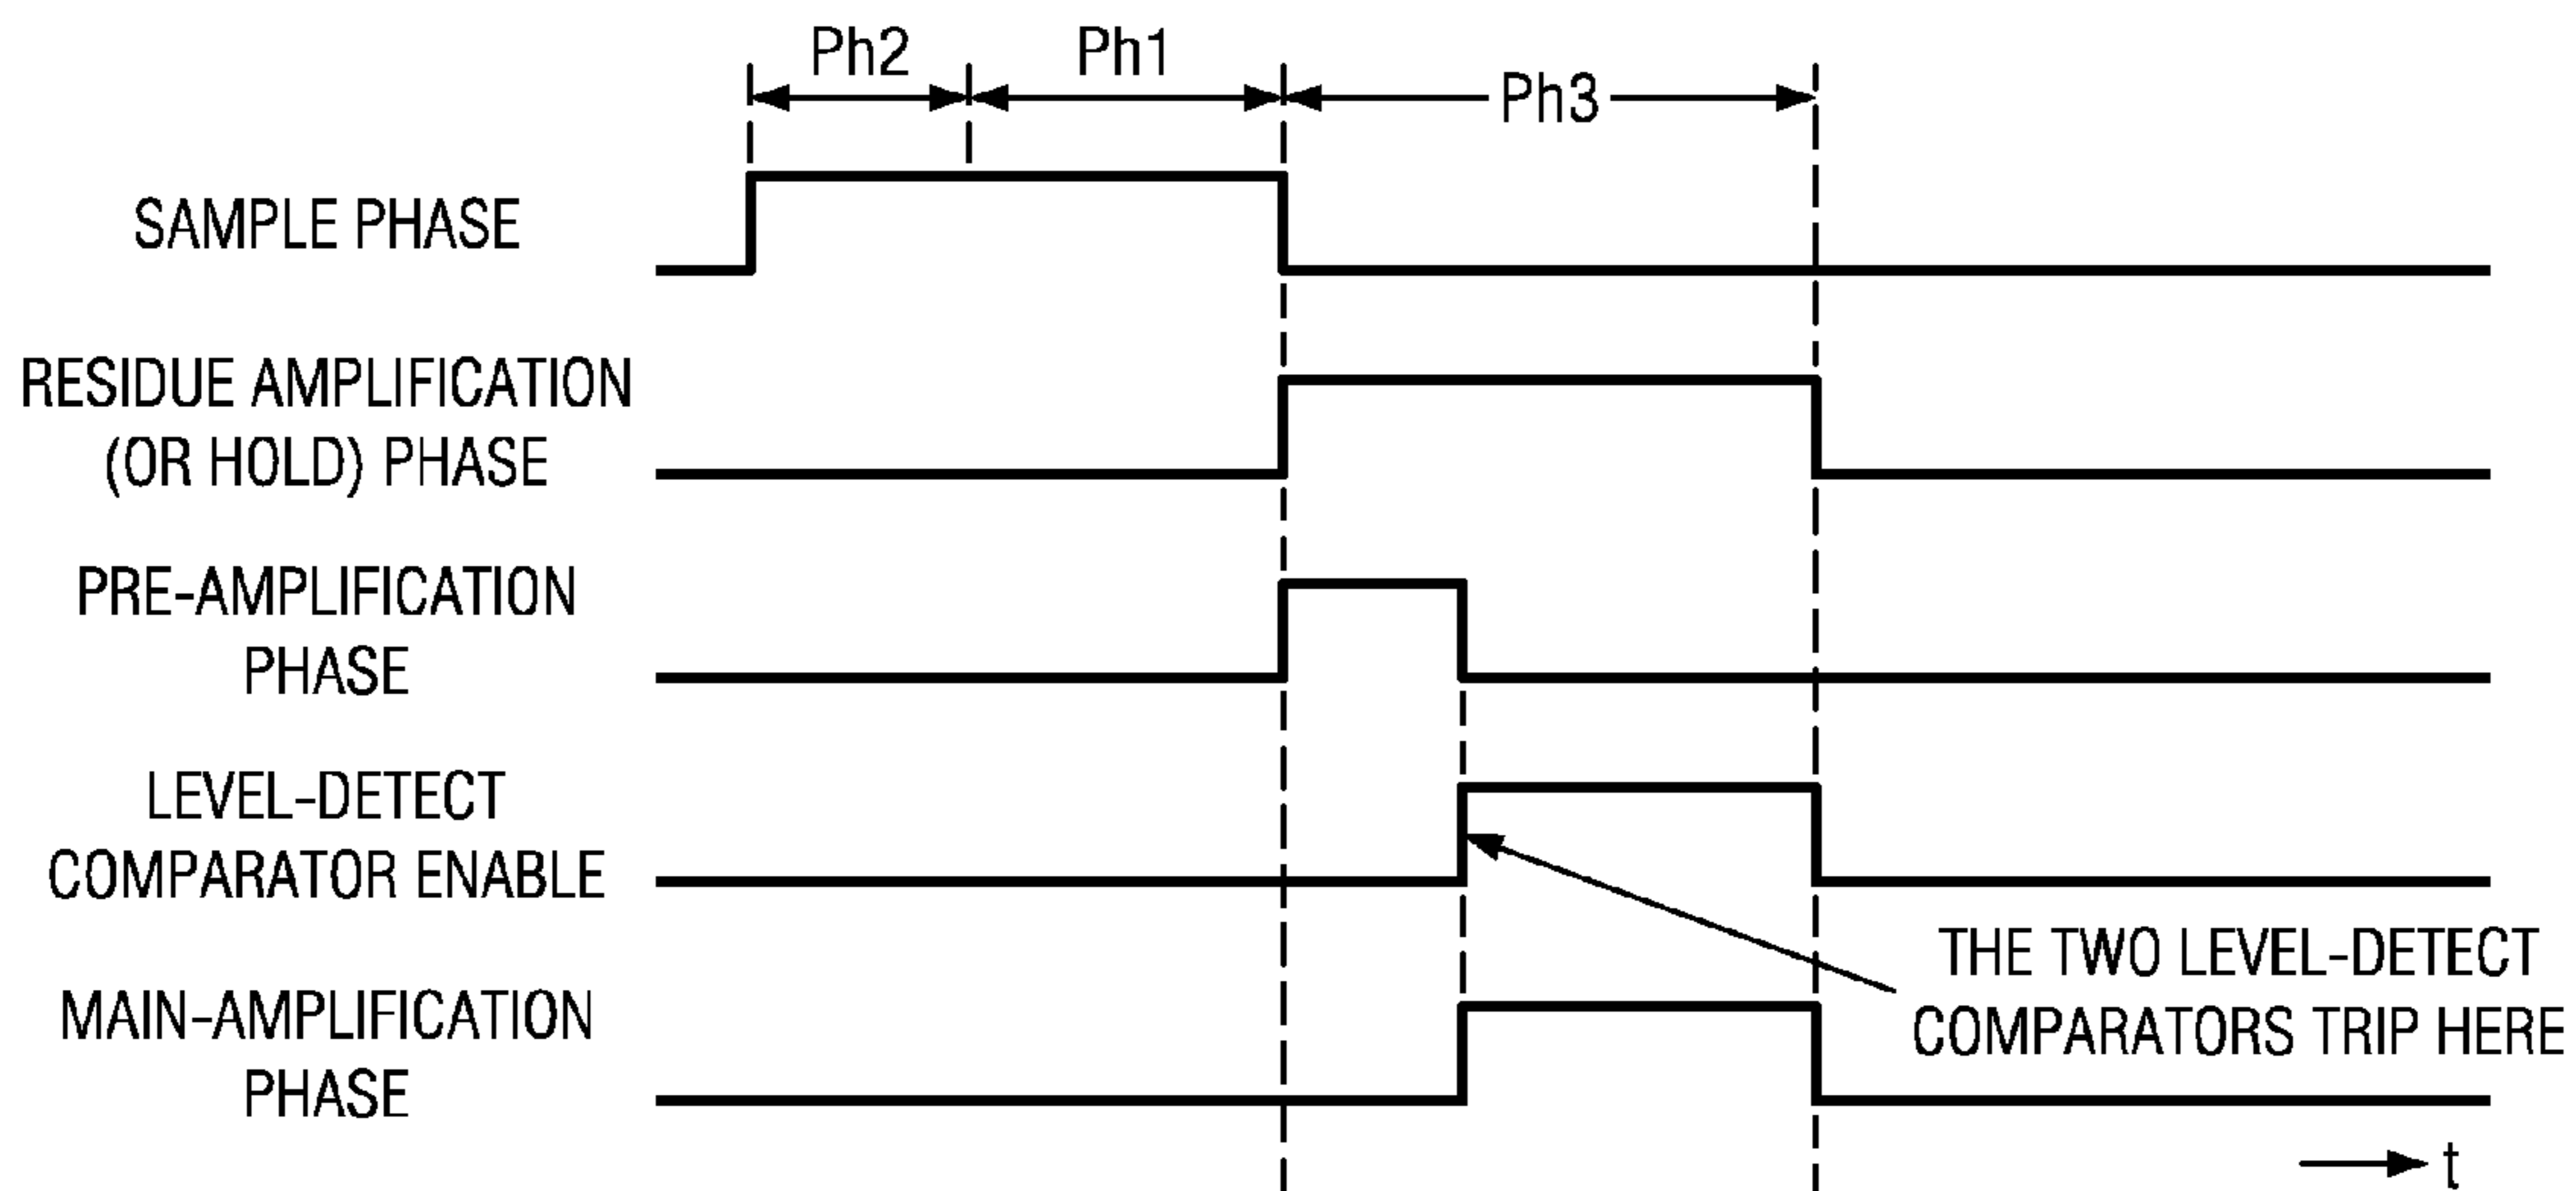 Ph2
Ph1
Ph3
SAMPLE PHASE
RESIDUE AMPLIFICATION
(OR HOLD) PHASE
PRE-AMPLIFICATION
PHASE
LEVEL-DETECT
COMPARATOR ENABLE
THE TWO LEVEL-DETECT
COMPARATORS TRIP HERE
MAIN-AMPLIFICATION
PHASE
t